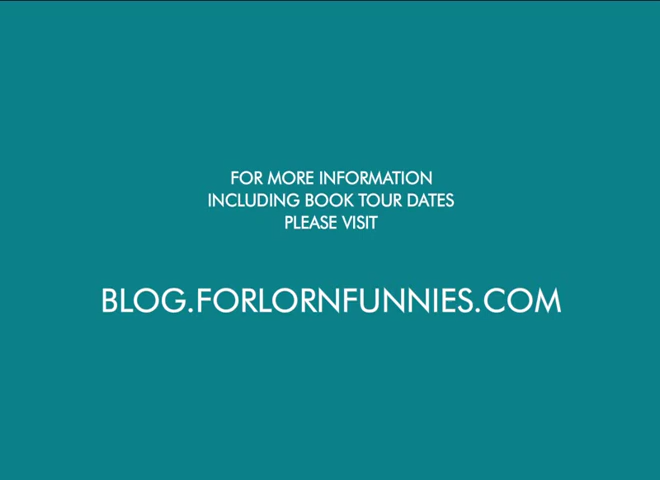 FOR MORE INFORMATION
INCLUDING BOOK TOUR DATES
PLEASE VISIT
BLOG.FORLORNFUNNIES.COM